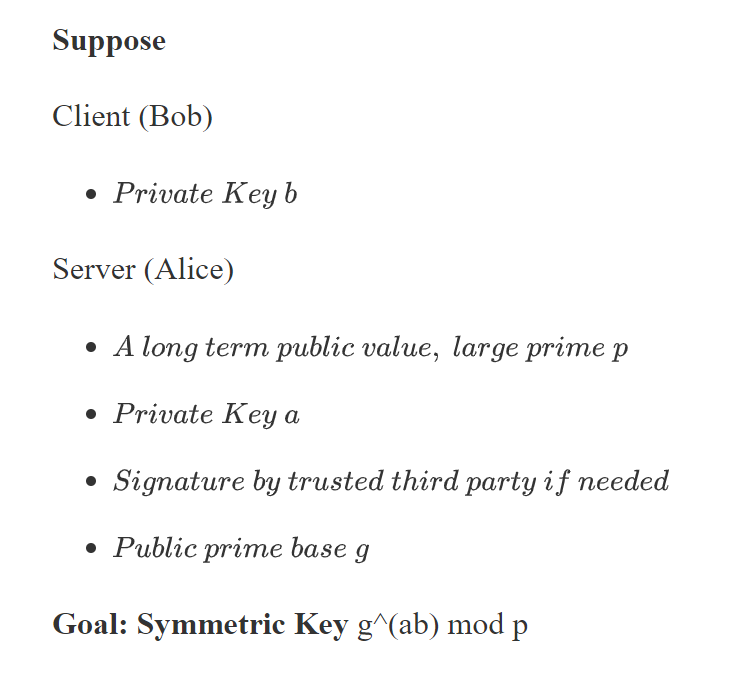 Suppose
Client (Bob)
• Private Key b
Server (Alice)
• A long term public value, large prime p
• Private Key a
• Signature by trusted third party if needed
• Public prime base g
Goal: Symmetric Key g^(ab) mod p